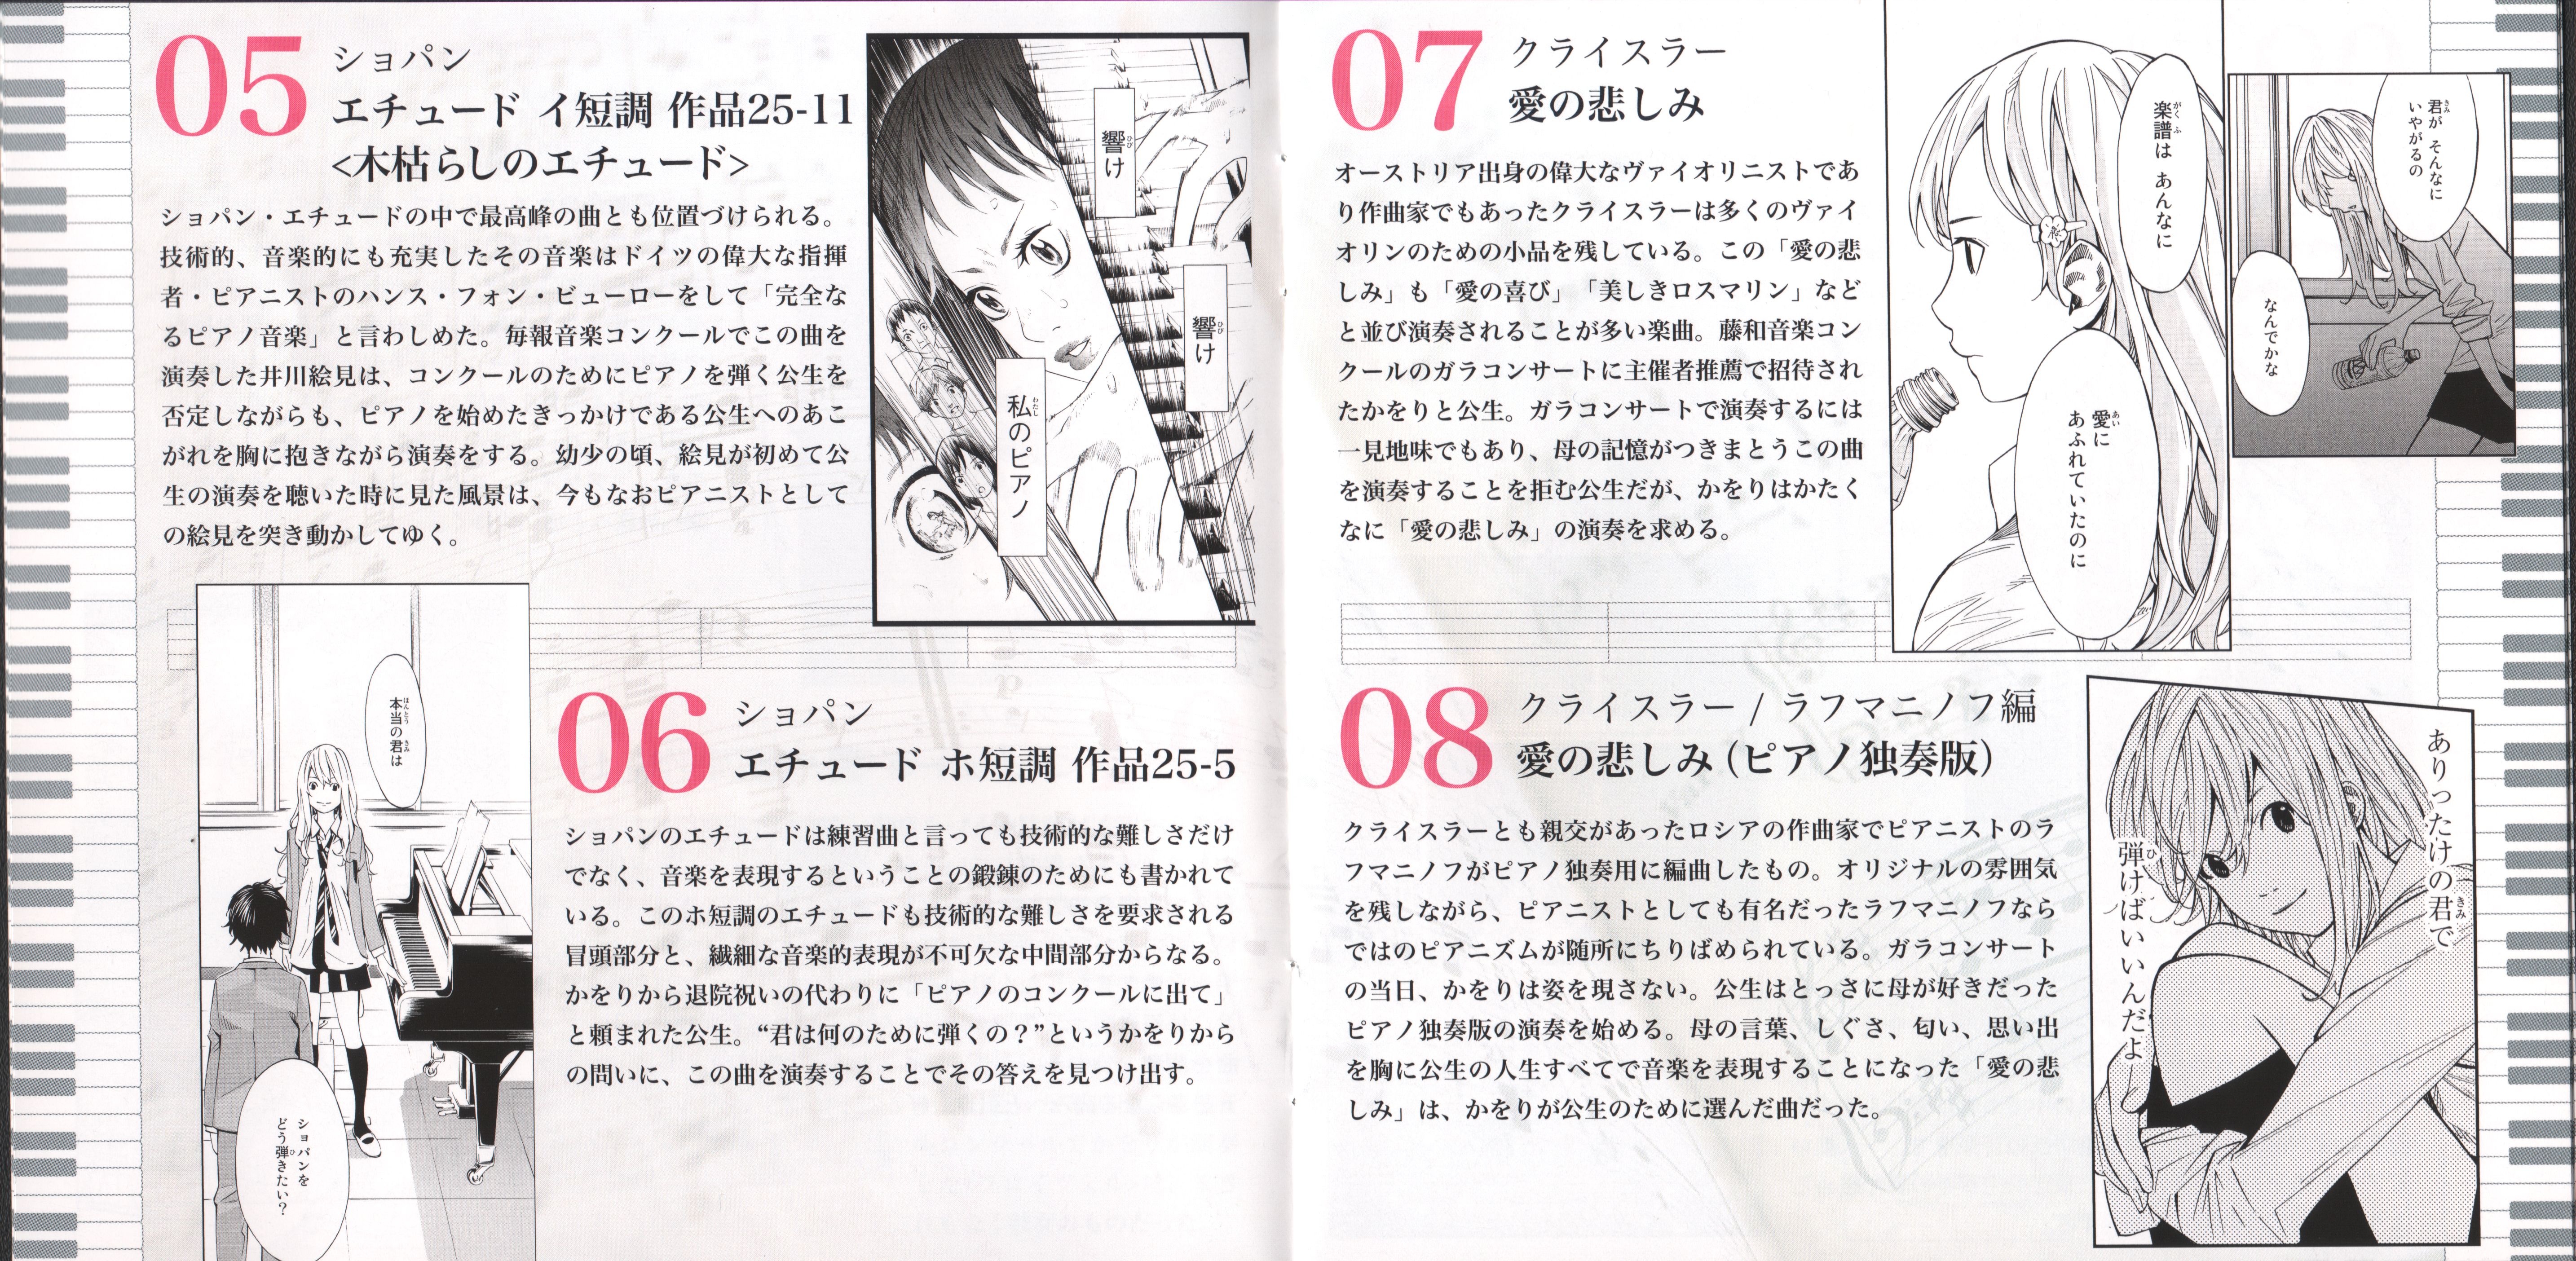 05
ショパン
エチュード イ短調 作品25-11
<木枯らしのエチュード>
ショパン・エチュードの中で最高峰の曲とも位置づけられる。
技術的、音楽的にも充実したその音楽はドイツの偉大な指揮
者・ピアニストのハンス・フォン・ビューローをして「完全な
るピアノ音楽」と言わしめた。毎報音楽コンクールでこの曲を
演奏した井川絵見は、コンクールのためにピアノを弾く公生を
否定しながらも、ピアノを始めたきっかけである公生へのあこ
がれを胸に抱きながら演奏をする。幼少の頃、絵見が初めて公
生の演奏を聴いた時に見た風景は、今もなおピアニストとして
の絵見を突き動かしてゆく。
響け
響け
私のピアノ
本当の君は
ショパンを
どう弾きたい?
06
ショパン
エチュード ホ短調 作品25-5
ショパンのエチュードは練習曲と言っても技術的な難しさだけ
でなく、音楽を表現するということの鍛錬のためにも書かれて
いる。このホ短調のエチュードも技術的な難しさを要求される
冒頭部分と、繊細な音楽的表現が不可欠な中間部分からなる。
かをりから退院祝いの代わりに「ピアノのコンクールに出て」
と頼まれた公生。“君は何のために弾くの?”というかをりから
の問いに、この曲を演奏することでその答えを見つけ出す。
07
クライスラー
愛の悲しみ
オーストリア出身の偉大なヴァイオリニストであ
り作曲家でもあったクライスラーは多くのヴァイ
オリンのための小品を残している。この「愛の悲
しみ」も「愛の喜び」「美しきロスマリン」など
と並び演奏されることが多い楽曲。藤和音楽コン
クールのガラコンサートに主催者推薦で招待され
たかをりと公生。ガラコンサートで演奏するには
一見地味でもあり、母の記憶がつきまとうこの曲
を演奏することを拒む公生だが、かをりはかたく
なに「愛の悲しみ」の演奏を求める。
君が そんなに
いやがるの
なんでかな
楽譜は あんなに
愛に
あふれていたのに
08
クライスラー / ラフマニノフ編
愛の悲しみ(ピアノ独奏版)
クライスラーとも親交があったロシアの作曲家でピアニストのラ
フマニノフがピアノ独奏用に編曲したもの。オリジナルの雰囲気
を残しながら、ピアニストとしても有名だったラフマニノフなら
ではのピアニズムが随所にちりばめられている。ガラコンサート
の当日、かをりは姿を現さない。公生はとっさに母が好きだった
ピアノ独奏版の演奏を始める。母の言葉、しぐさ、匂い、思い出
を胸に公生の人生すべてで音楽を表現することになった「愛の悲
しみ」は、かをりが公生のために選んだ曲だった。
ありったけの君で
弾けばいいんだよ